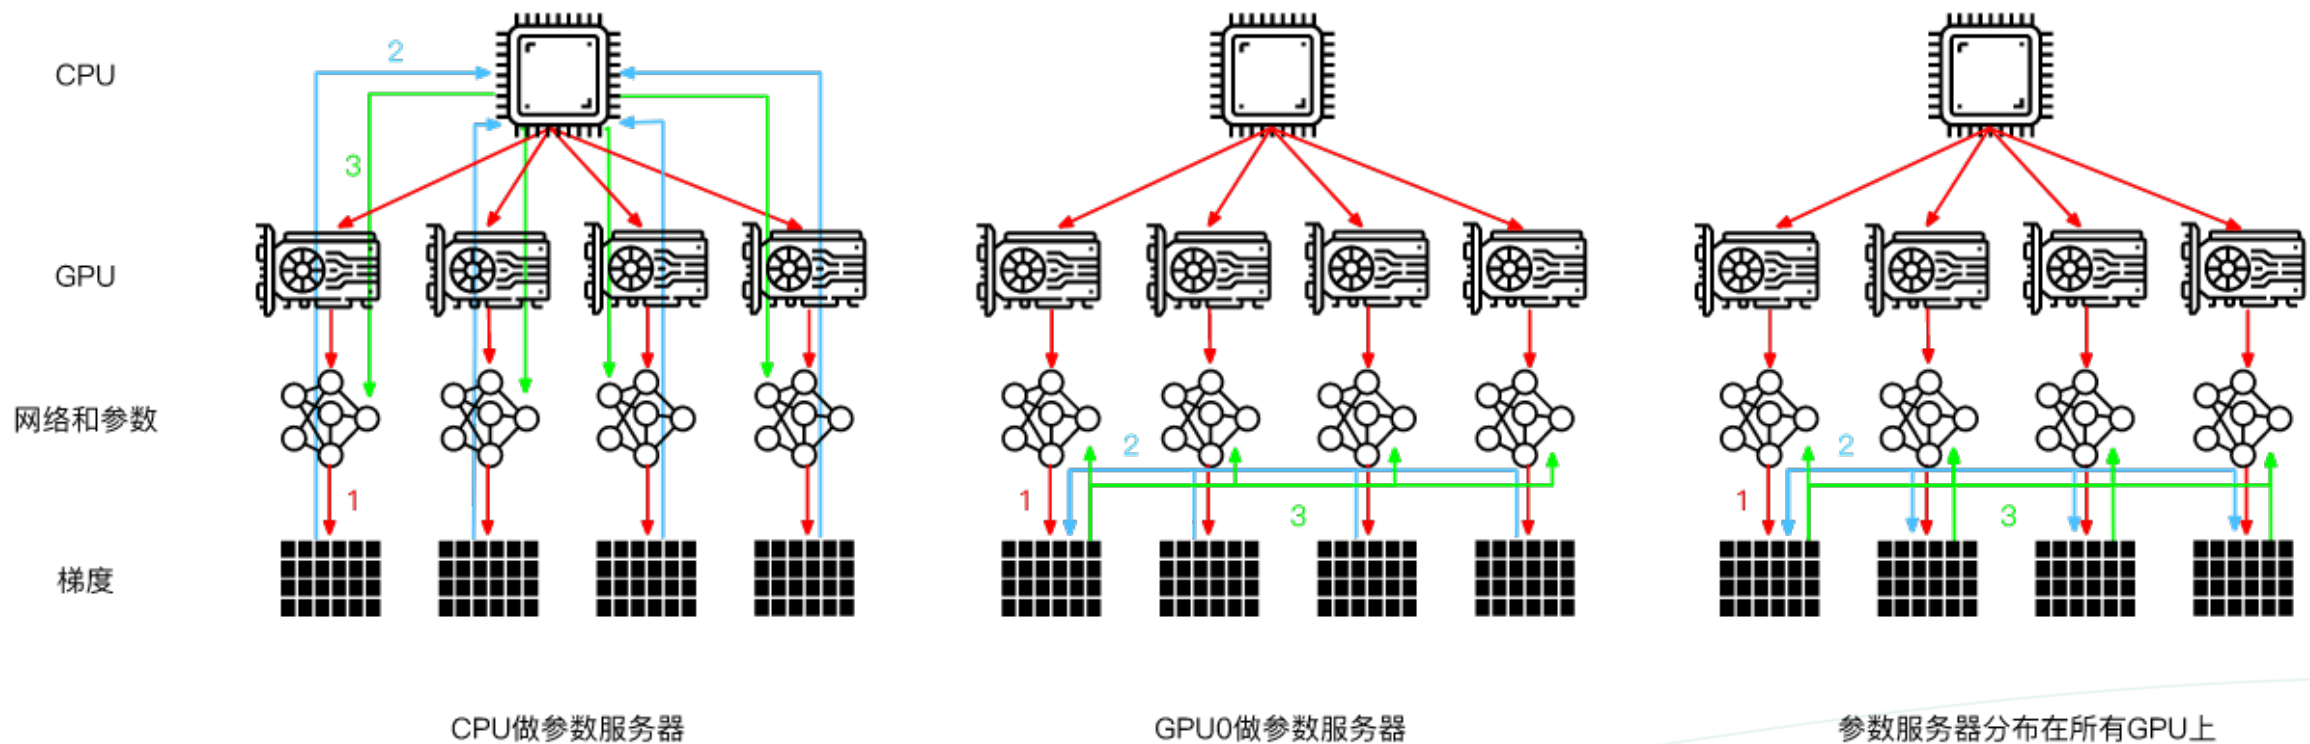 CPU
GPU
网络和参数
梯度
2
3
1
CPU做参数服务器
2
1
3
GPU0做参数服务器
2
1
3
参数服务器分布在所有GPU上